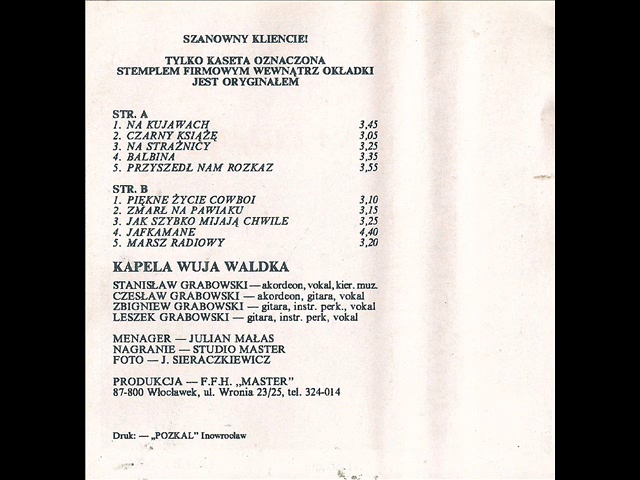 SZANOWNY KLIENCIE!
TYLKO KASETA OZNACZONA
STEMPLEM FIRMOWYM WEWNĄTRZ OKŁADKI
JEST ORYGINAŁEM
STR. A
1. NA KUJAWACH 3,45
2. CZARNY KSIĄŻĘ 3,05
3. NA STRAŻNICY 3,25
4. BALBINA 3,35
5. PRZYSZEDŁ NAM ROZKAZ 3,55
STR. B
1. PIĘKNE ŻYCIE COWBOI 3,10
2. ZMARŁ NA PAWIAKU 3,15
3. JAK SZYBKO MIJAJĄ CHWILE 3,25
4. JAFKAMANE 4,40
5. MARSZ RADIOWY 3,20
KAPELA WUJA WALDKA
STANISŁAW GRABOWSKI — akordeon, vokal, kier. muz.
CZESŁAW GRABOWSKI — akordeon, gitara, vokal
ZBIGNIEW GRABOWSKI — gitara, instr. perk., vokal
LESZEK GRABOWSKI — gitara, instr. perk, vokal
MENAGER — JULIAN MAŁAS
NAGRANIE — STUDIO MASTER
FOTO — J. SIERACZKIEWICZ
PRODUKCJA — F.F.H. „MASTER"
87-800 Włocławek, ul. Wronia 23/25, tel. 324-014
Druk: — „POZKAL" Inowrocław